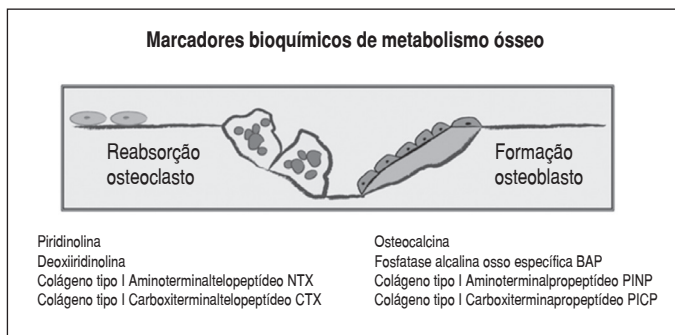 Marcadores bioquímicos de metabolismo ósseo
Reabsorção
osteoclasto
Formação
osteoblasto
Piridinolina
Deoxiiridinolina
Colágeno tipo I Aminoterminaltelopeptídeo NTX
Colágeno tipo I Carboxiterminaltelopeptídeo CTX
Osteocalcina
Fosfatase alcalina osso específica BAP
Colágeno tipo I Aminoterminalpropeptídeo PINP
Colágeno tipo I Carboxiterminapropeptídeo PICP